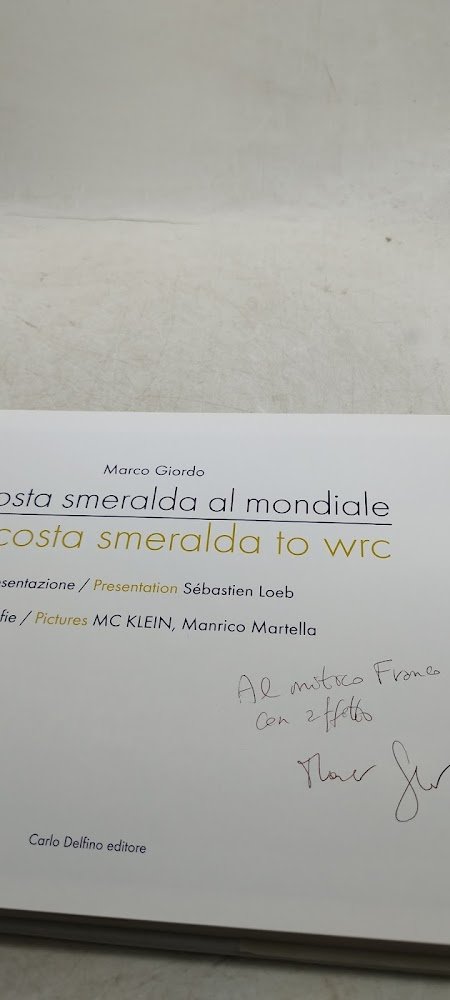 Marco Giordo
osta smeralda al mondiale
costa smeralda to wrc
sentazione / Presentation Sébastien Loeb
fie / Pictures MC KLEIN, Manrico Martella
Al mitico Franco
con affetto
Carlo Delfino editore